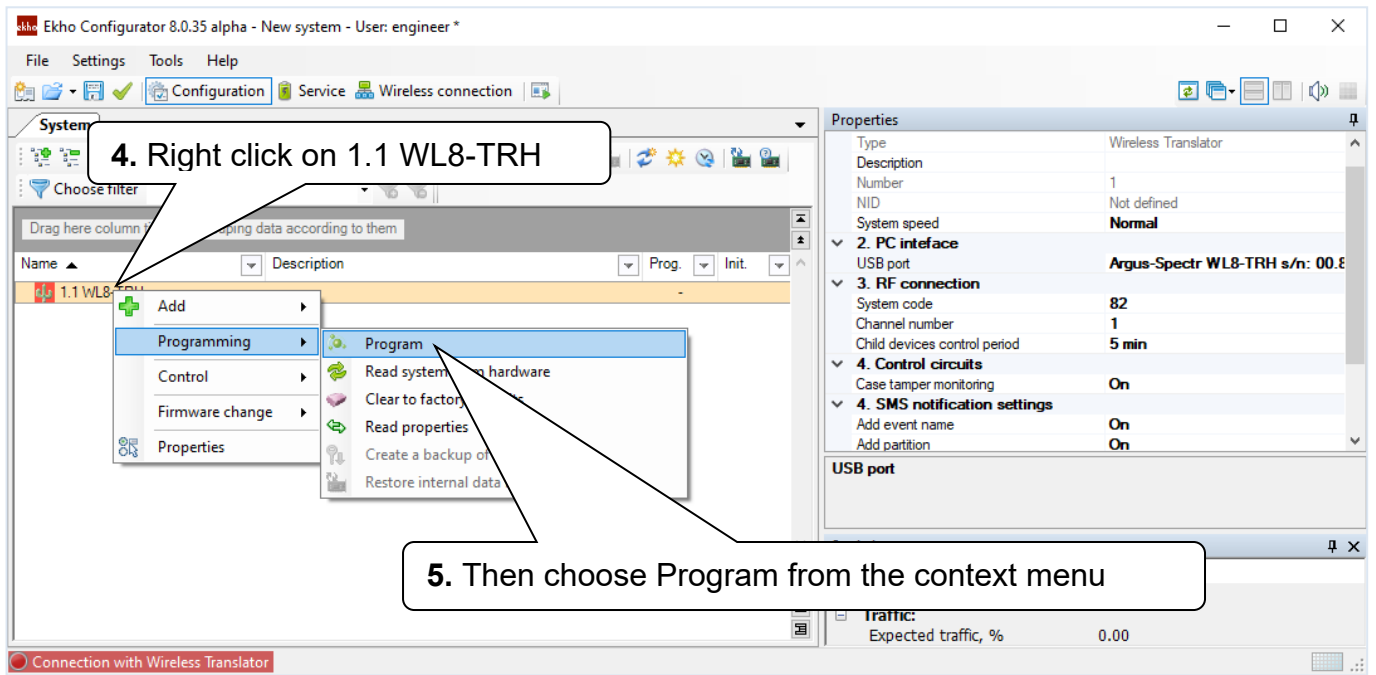 ekho Ekho Configurator 8.0.35 alpha - New system - User: engineer *
File Settings Tools Help
Configuration Service Wireless connection
System
4. Right click on 1.1 WL8-TRH
Choose filter
Drag here column ping data according to them
Name Description Prog. Init.
1.1 WL8-TRH -
Add
Programming
Control
Firmware change
Properties
Program
Read system hardware
Clear to factory
Read properties
Create a backup of
Restore internal data
5. Then choose Program from the context menu
Connection with Wireless Translator
Properties
Type Wireless Translator
Description
Number 1
NID Not defined
System speed Normal
2. PC inteface
USB port Argus-Spectr WL8-TRH s/n: 00.8
3. RF connection
System code 82
Channel number 1
Child devices control period 5 min
4. Control circuits
Case tamper monitoring On
4. SMS notification settings
Add event name On
Add partition On
USB port
Traffic:
Expected traffic, % 0.00